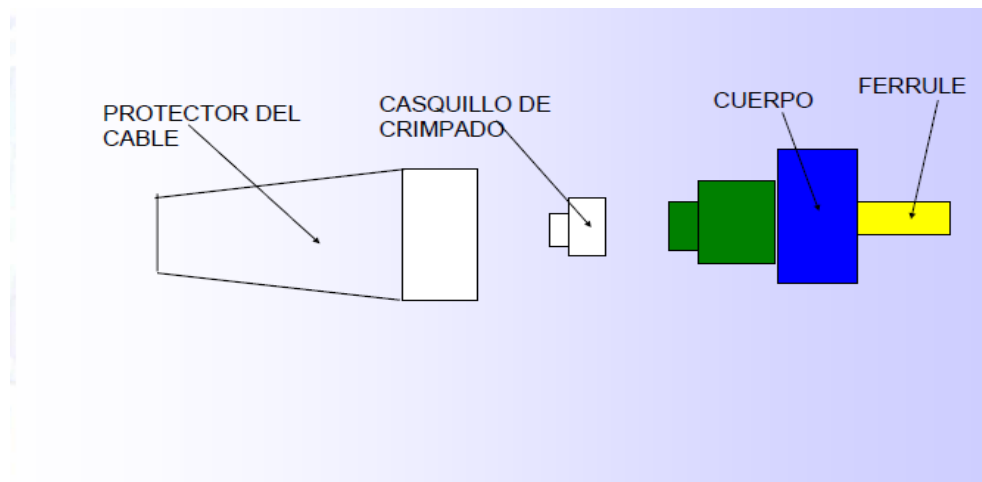 PROTECTOR DEL
CABLE
CASQUILLO DE
CRIMPADO
CUERPO
FERRULE